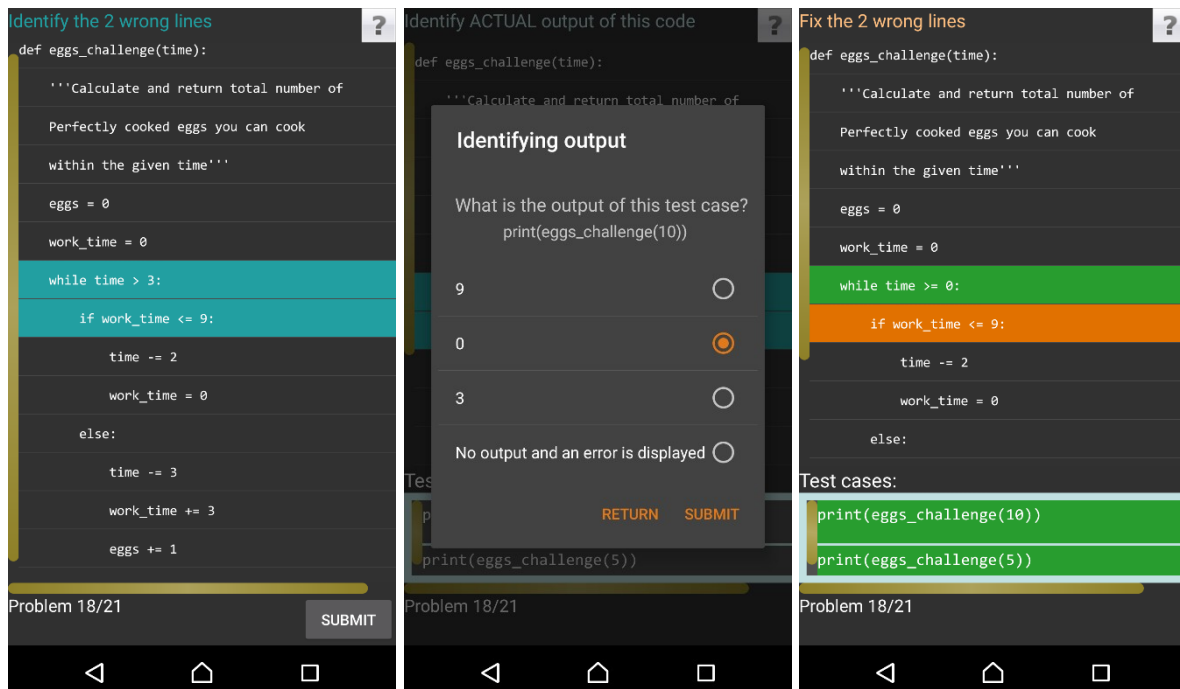 Identify the 2 wrong lines
?
def eggs_challenge(time):
'''Calculate and return total number of
Perfectly cooked eggs you can cook
within the given time'''
eggs = 0
work_time = 0
while time > 3:
if work_time <= 9:
time -= 2
work_time = 0
else:
time -= 3
work_time += 3
eggs += 1
Problem 18/21
SUBMIT
Identify ACTUAL output of this code
?
def eggs_challenge(time):
'''Calculate and return total number of
Identifying output
What is the output of this test case?
print(eggs_challenge(10))
9
0
3
No output and an error is displayed
RETURN SUBMIT
Tes
p
print(eggs_challenge(5))
Problem 18/21
Fix the 2 wrong lines
?
def eggs_challenge(time):
'''Calculate and return total number of
Perfectly cooked eggs you can cook
within the given time'''
eggs = 0
work_time = 0
while time >= 0:
if work_time <= 9:
time -= 2
work_time = 0
else:
Test cases:
print(eggs_challenge(10))
print(eggs_challenge(5))
Problem 18/21